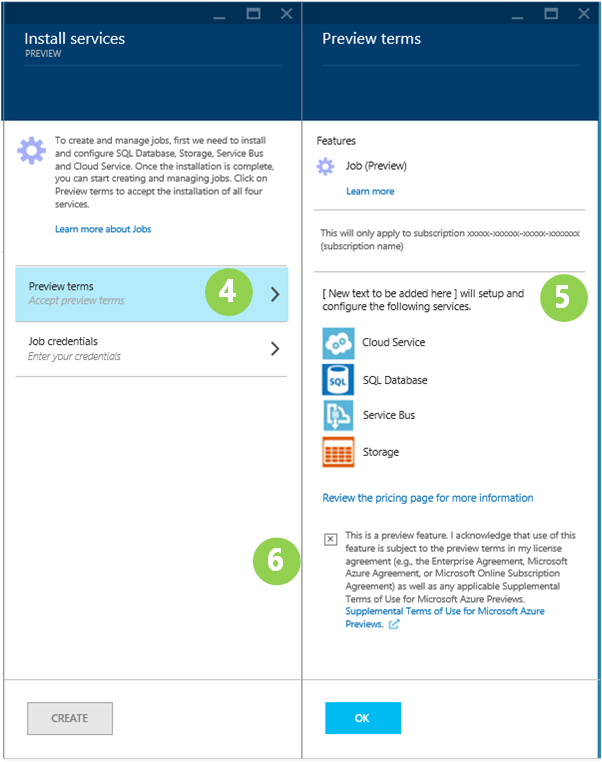 Install services
PREVIEW
To create and manage jobs, first we need to install
and configure SQL Database, Storage, Service Bus
and Cloud Service. Once the installation is complete,
you can start creating and managing jobs. Click on
Preview terms to accept the installation of all four
services.
Learn more about Jobs
Preview terms
Accept preview terms
4
Job credentials
Enter your credentials
6
CREATE
Preview terms
Features
Job (Preview)
Learn more
This will only apply to subscription xxxxx-xxxxxx-xxxxx-xxxxxxx
(subscription name)
[ New text to be added here ] will setup and
configure the following services.
5
Cloud Service
SQL
SQL Database
Service Bus
Storage
Review the pricing page for more information
This is a preview feature. I acknowledge that use of this
feature is subject to the preview terms in my license
agreement (e.g., the Enterprise Agreement, Microsoft
Azure Agreement, or Microsoft Online Subscription
Agreement) as well as any applicable Supplemental
Terms of Use for Microsoft Azure Previews.
Supplemental Terms of Use for Microsoft Azure
Previews.
OK